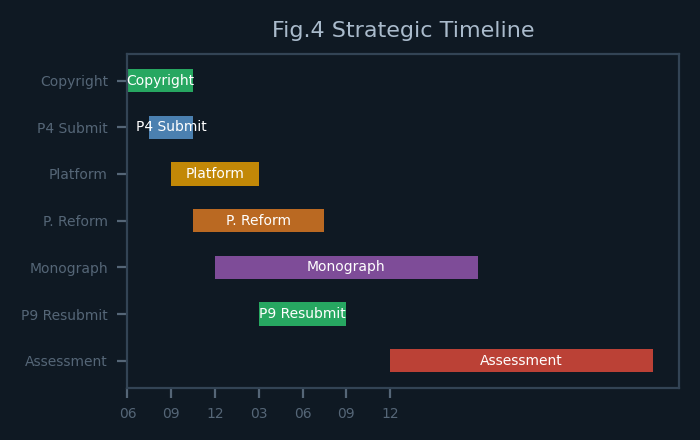 Fig.4 Strategic Timeline
Copyright Copyright
P4 Submit P4 Submit
Platform Platform
P. Reform P. Reform
Monograph Monograph
P9 Resubmit P9 Resubmit
Assessment Assessment
06 09 12 03 06 09 12